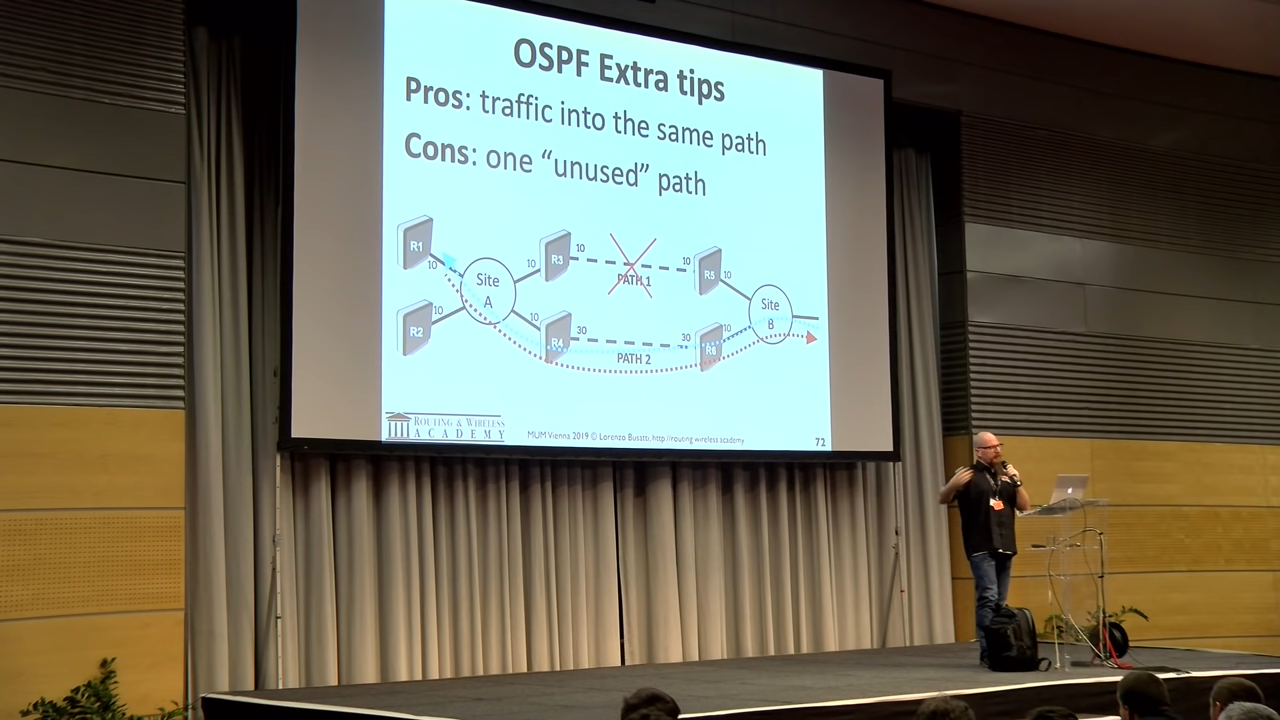 OSPF Extra tips
Pros: traffic into the same path
Cons: one “unused” path
R1
10
Site
A
10
R3
10
10
R5
10
PATH 1
Site
B
R2
10
10
R4
30
30
R6
10
PATH 2
ROUTING & WIRELESS
ACADEMY
MUM Vienna 2019 © Lorenzo Busatti, http://routing wireless academy
72